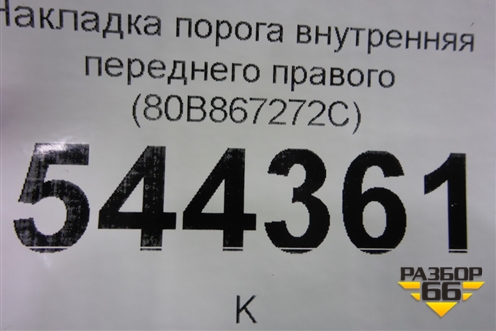 Накладка порога внутренняя
переднего правого
(80B867272C)
544361
К
РАЗБОР
66